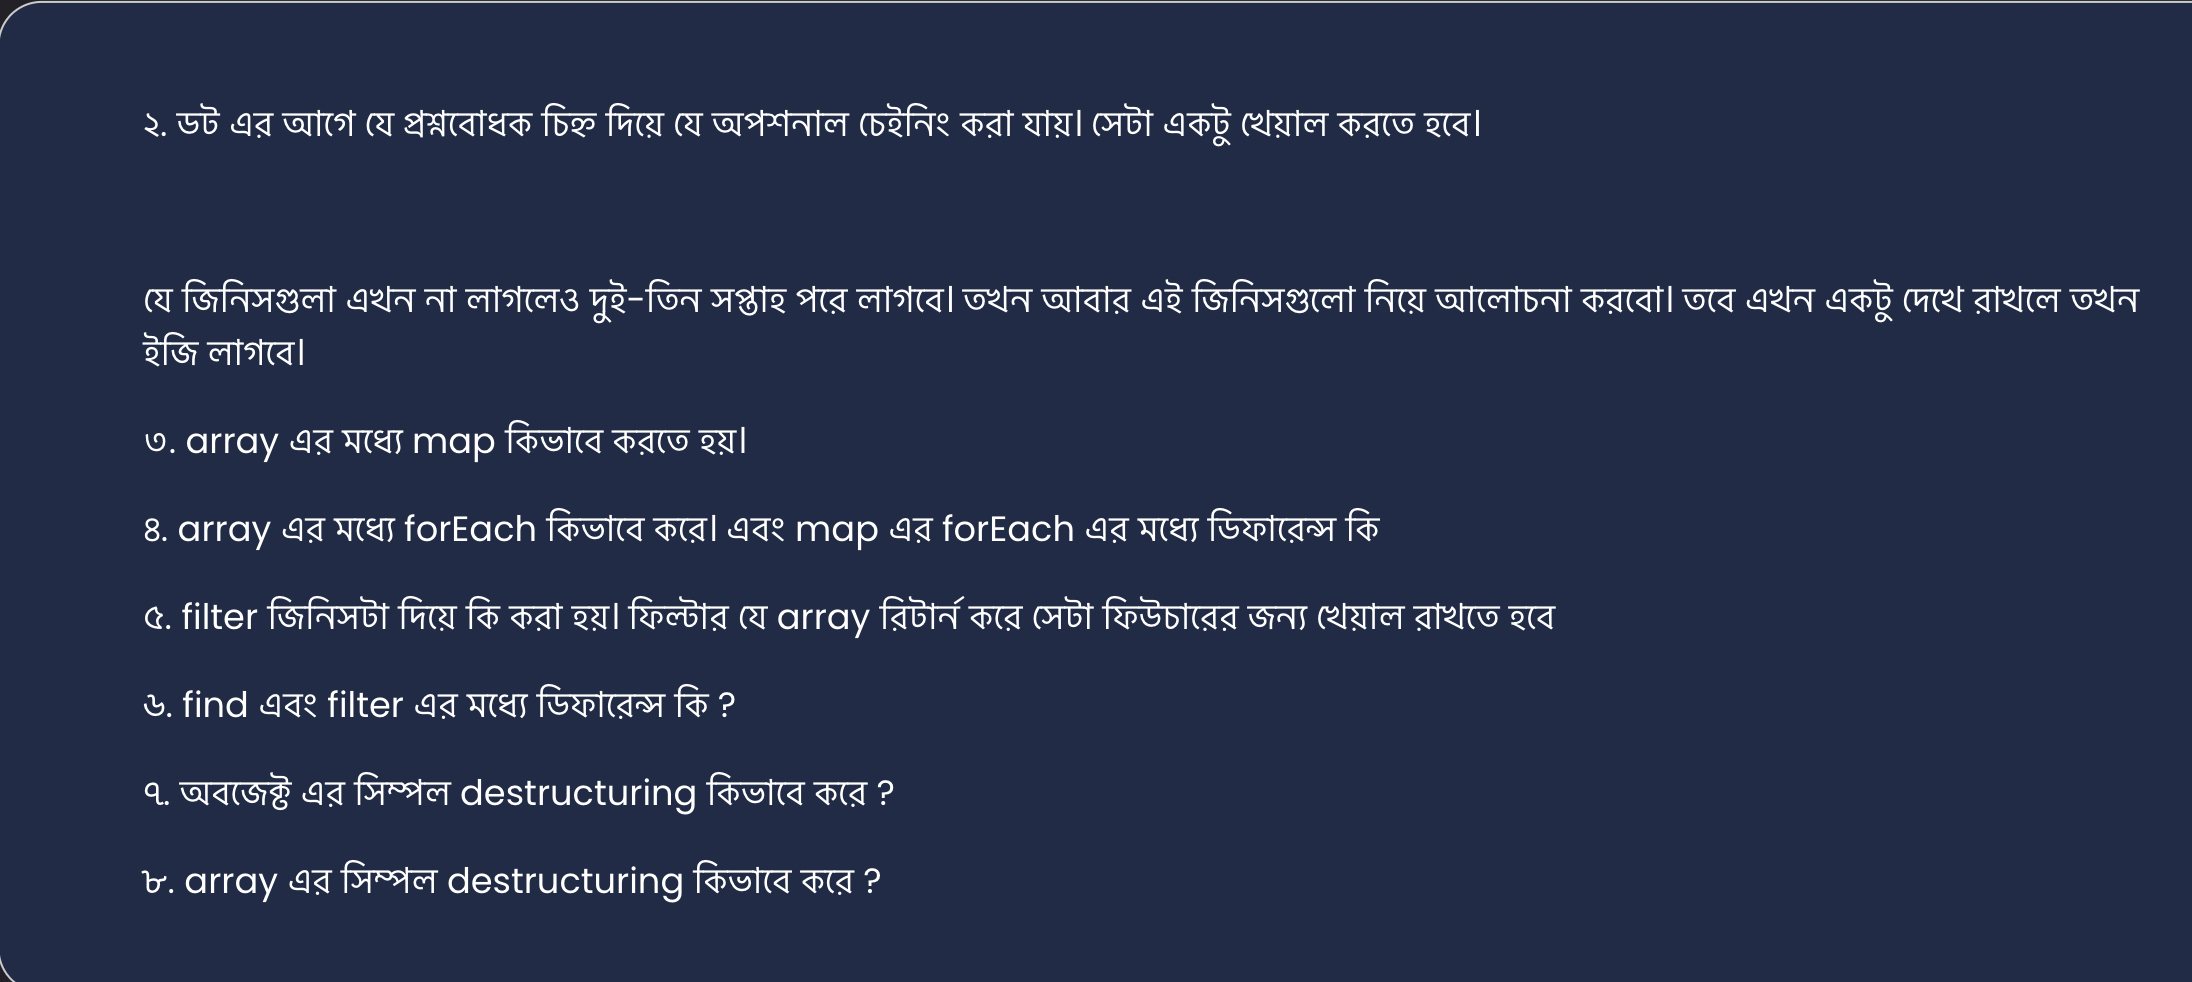 ২. ডট এর আগে যে প্রশ্নবোধক চিহ্ন দিয়ে যে অপশনাল চেইনিং করা যায়। সেটা একটু খেয়াল করতে হবে।
যে জিনিসগুলা এখন না লাগলেও দুই-তিন সপ্তাহ পরে লাগবে। তখন আবার এই জিনিসগুলো নিয়ে আলোচনা করবো। তবে এখন একটু দেখে রাখলে তখন
ইজি লাগবে।
৩. array এর মধ্যে map কিভাবে করতে হয়।
৪. array এর মধ্যে forEach কিভাবে করে। এবং map এর forEach এর মধ্যে ডিফারেন্স কি
৫. filter জিনিসটা দিয়ে কি করা হয়। ফিল্টার যে array রিটার্ন করে সেটা ফিউচারের জন্য খেয়াল রাখতে হবে
৬. find এবং filter এর মধ্যে ডিফারেন্স কি ?
৭. অবজেক্ট এর সিম্পল destructuring কিভাবে করে ?
৮. array এর সিম্পল destructuring কিভাবে করে ?